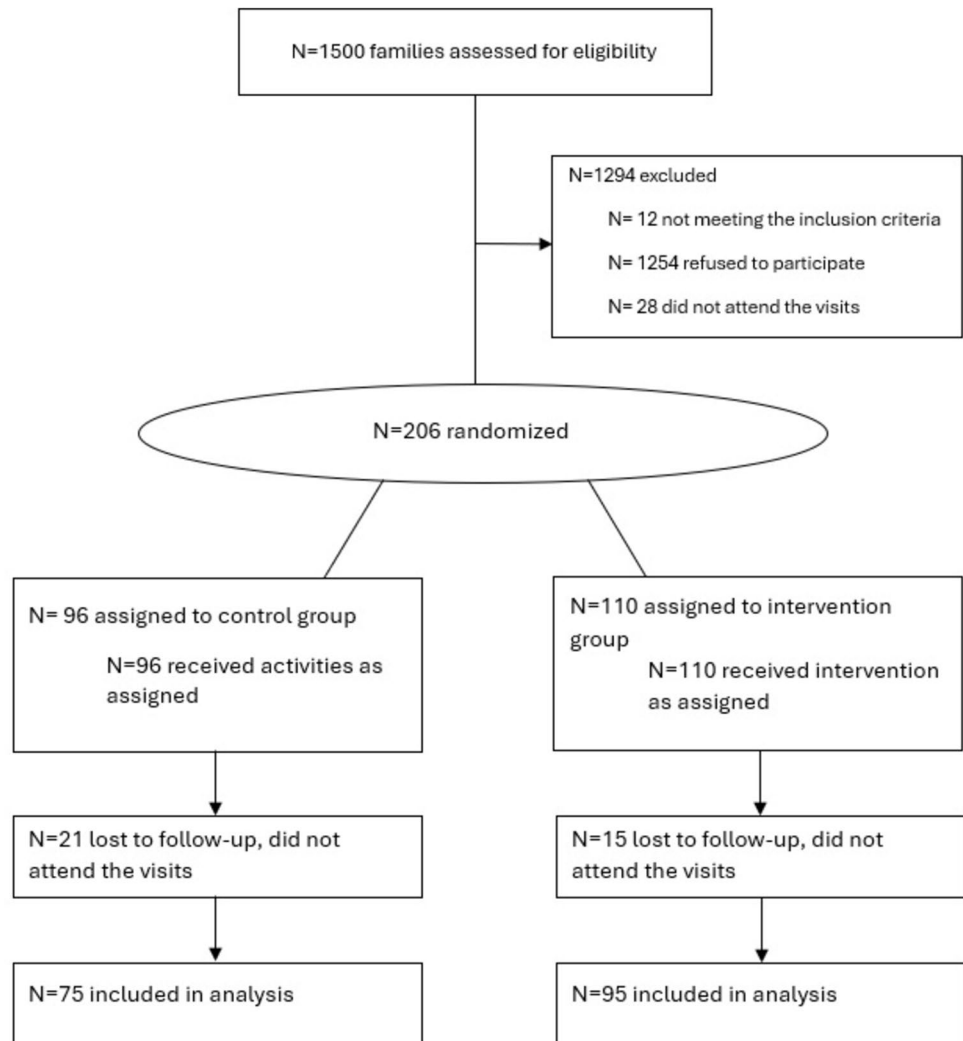 N=1500 families assessed for eligibility
N=1294 excluded
N= 12 not meeting the inclusion criteria
N= 1254 refused to participate
N= 28 did not attend the visits
N=206 randomized
N= 96 assigned to control group
N=96 received activities as
assigned
N=110 assigned to intervention
group
N=110 received intervention
as assigned
N=21 lost to follow-up, did not
attend the visits
N=15 lost to follow-up, did not
attend the visits
N=75 included in analysis
N=95 included in analysis